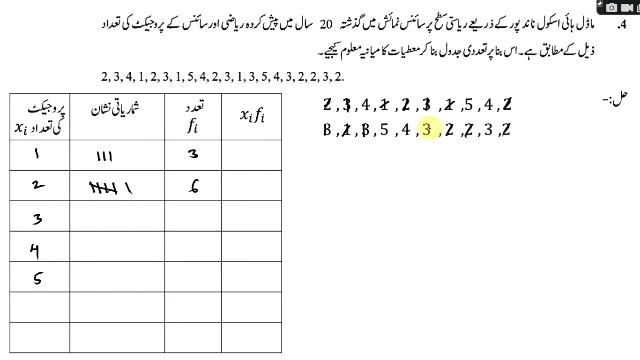 4. ماڈل ہائی اسکول ناندپور کے ذریعے ریاستی سطح پر سائنس نمائش میں گذشتہ 20 سال میں پیش کردہ ریاضی اور سائنس کے پروجیکٹ کی تعداد
ذیل کے مطابق ہے۔ اس بنا پر تعددی جدول بنا کر معطیات کا میانیہ معلوم کیجیے۔
2, 3, 4, 1, 2, 3, 1, 5, 4, 2, 3, 1, 3, 5, 4, 3, 2, 2, 3, 2.
حل:-
2 , 3 , 4 , 1 , 2 , 3 , 1 , 5 , 4 , 2
3 , 1 , 3 , 5 , 4 , 3 , 2 , 2 , 3 , 2
پروجیکٹ کی تعداد xᵢ شماریاتی نشان تعدد fᵢ xᵢfᵢ
1 ||| 3
2 |||| | 6
3
4
5